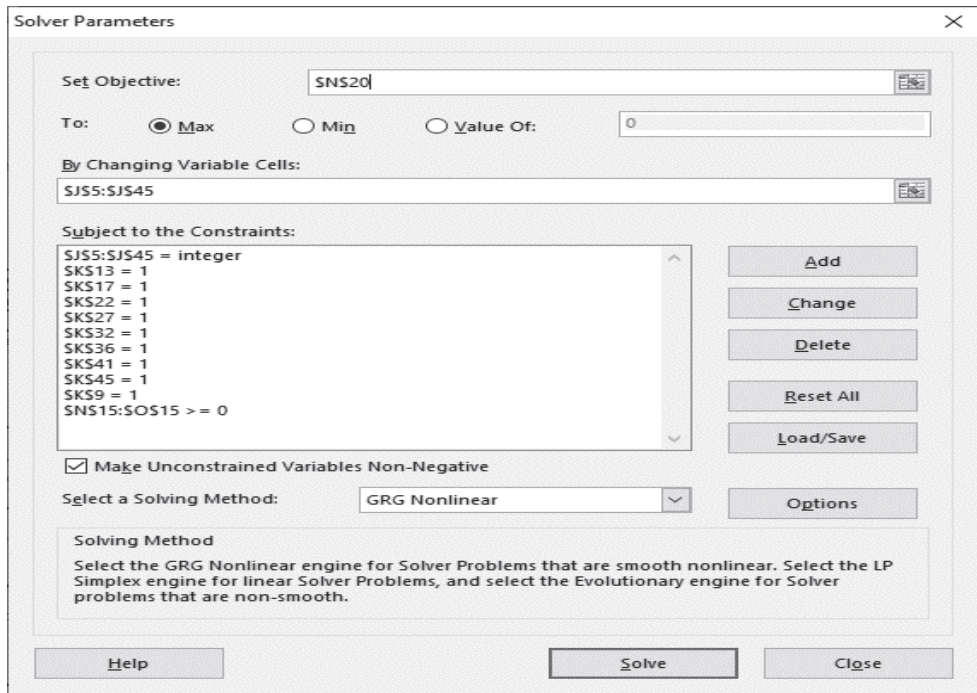 Solver Parameters
Set Objective:
$N$20
To:
Max
Min
Value Of:
0
By Changing Variable Cells:
$J$5:$J$45
Subject to the Constraints:
$J$5:$J$45 = integer
$K$13 = 1
$K$17 = 1
$K$22 = 1
$K$27 = 1
$K$32 = 1
$K$36 = 1
$K$41 = 1
$K$45 = 1
$K$9 = 1
$N$15:$O$15 >= 0
Add
Change
Delete
Reset All
Load/Save
Make Unconstrained Variables Non-Negative
Select a Solving Method:
GRG Nonlinear
Options
Solving Method
Select the GRG Nonlinear engine for Solver Problems that are smooth nonlinear. Select the LP
Simplex engine for linear Solver Problems, and select the Evolutionary engine for Solver
problems that are non-smooth.
Help
Solve
Close